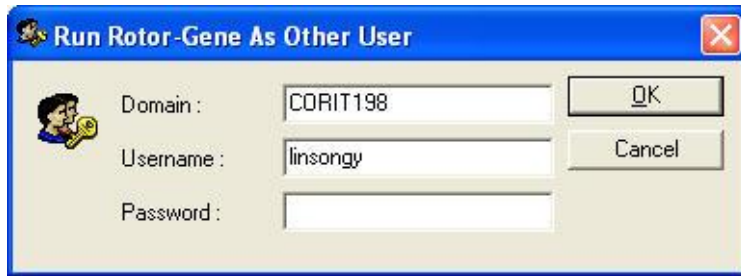 Run Rotor-Gene As Other User
Domain : CORIT198 OK
Username : linsongy Cancel
Password :